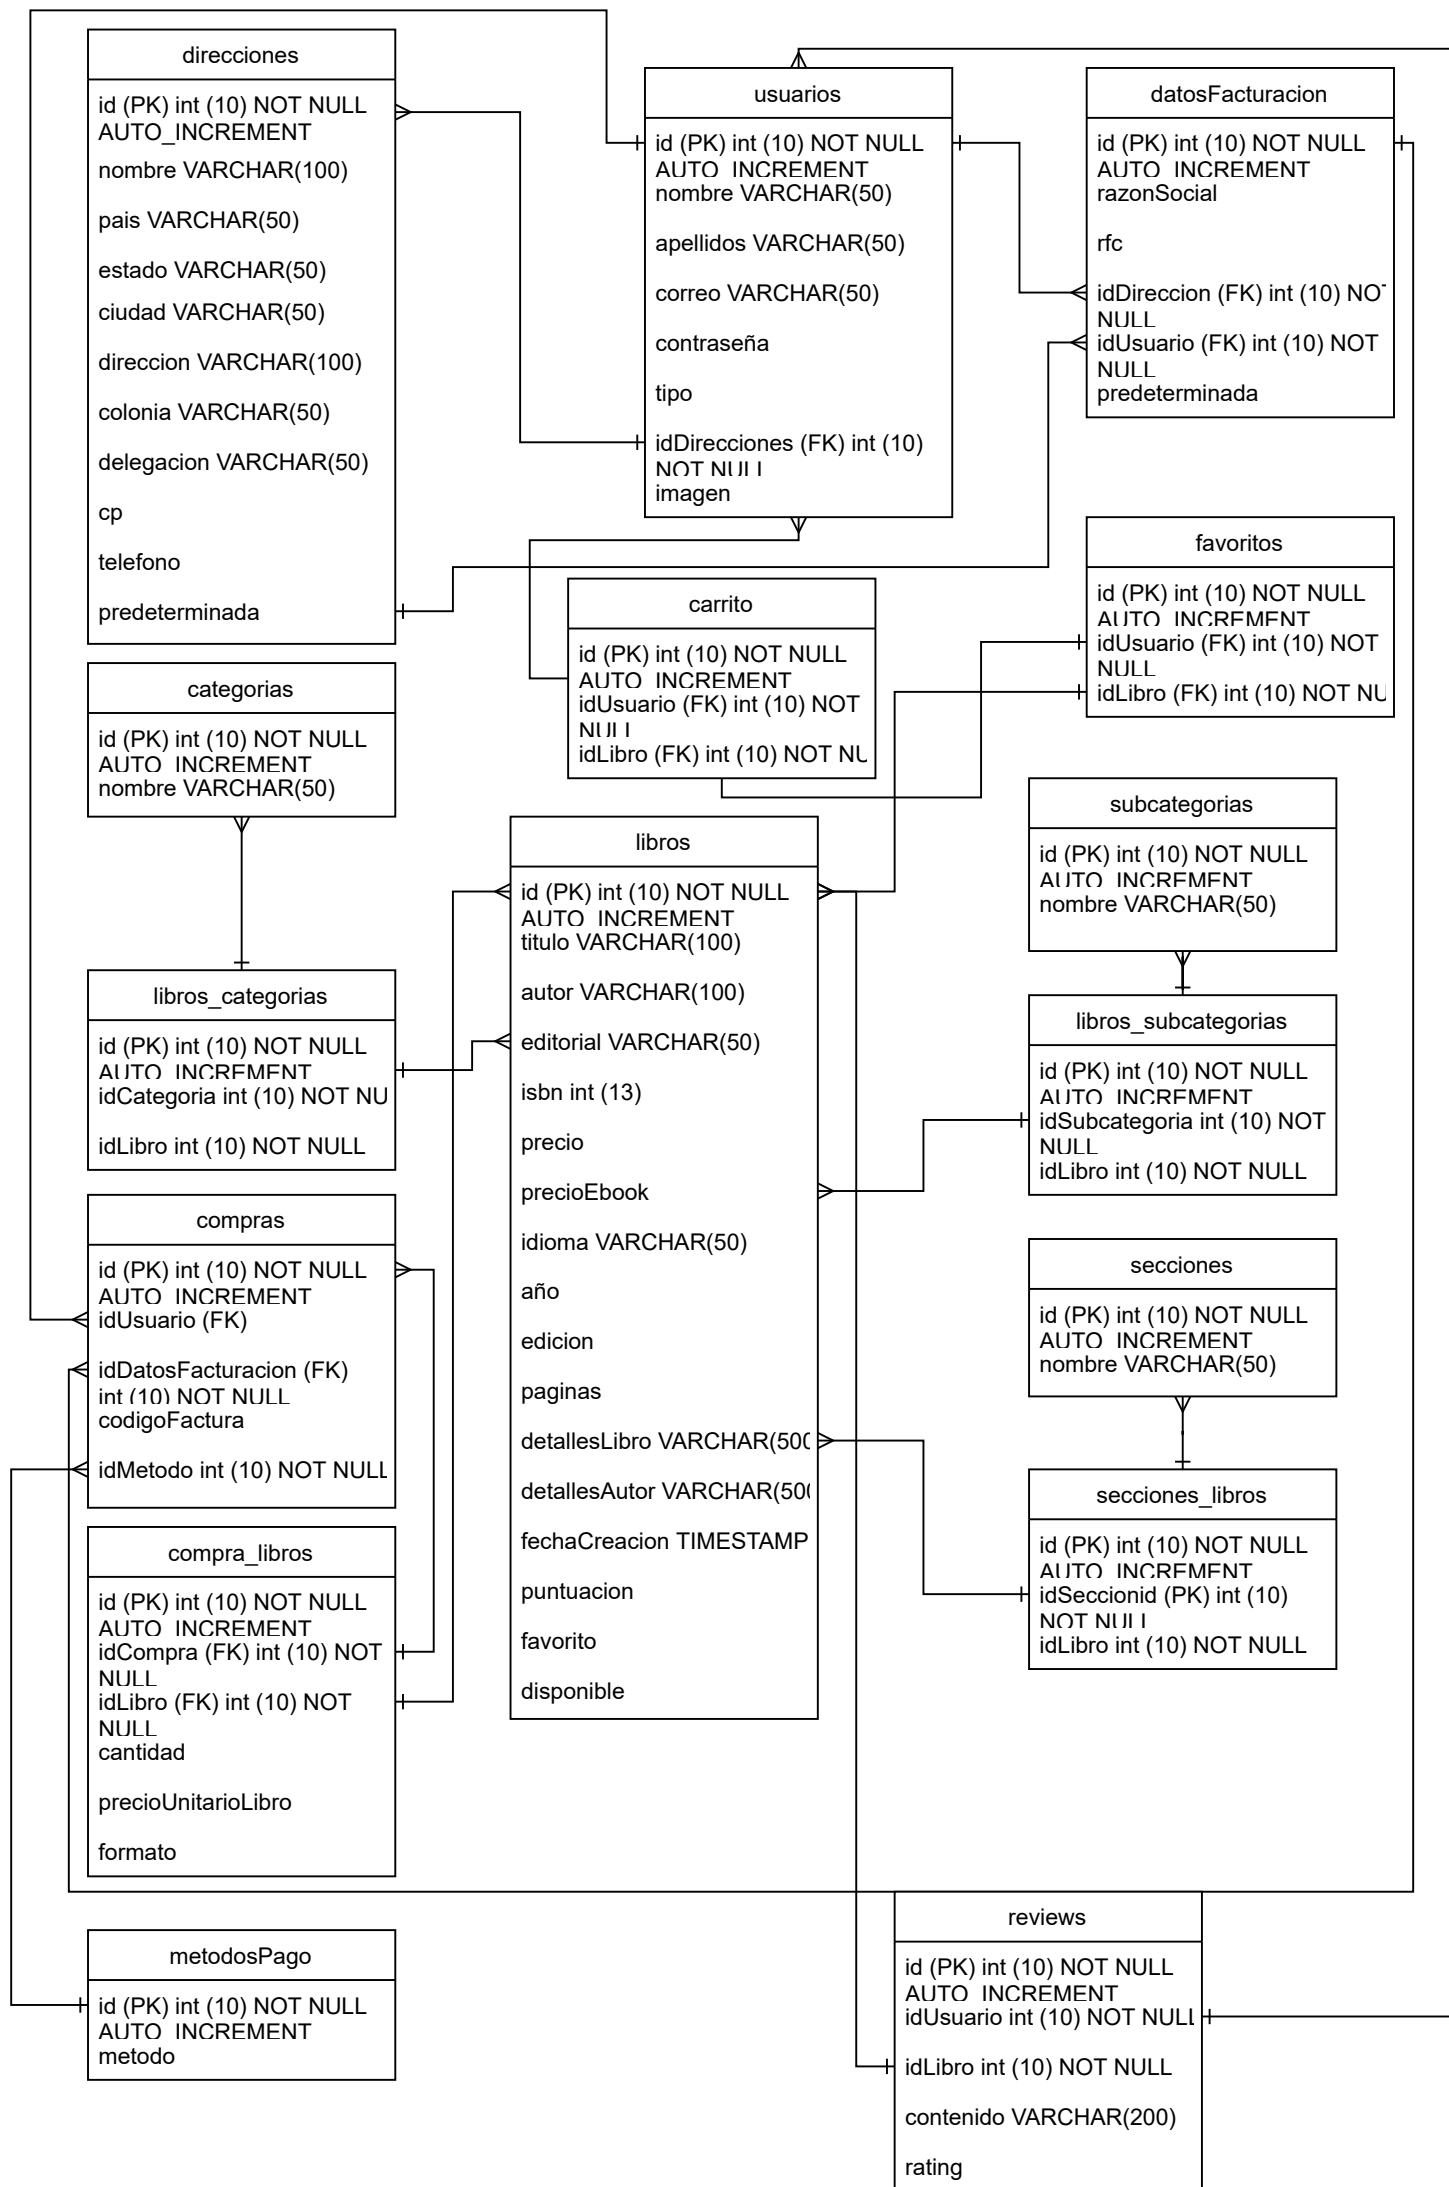 direcciones
id (PK) int (10) NOT NULL
AUTO_INCREMENT
nombre VARCHAR(100)
pais VARCHAR(50)
estado VARCHAR(50)
ciudad VARCHAR(50)
direccion VARCHAR(100)
colonia VARCHAR(50)
delegacion VARCHAR(50)
cp
telefono
predeterminada
usuarios
id (PK) int (10) NOT NULL
AUTO_INCREMENT
nombre VARCHAR(50)
apellidos VARCHAR(50)
correo VARCHAR(50)
contraseña
tipo
idDirecciones (FK) int (10)
NOT NULL
imagen
datosFacturacion
id (PK) int (10) NOT NULL
AUTO_INCREMENT
razonSocial
rfc
idDireccion (FK) int (10) NOT
NULL
idUsuario (FK) int (10) NOT
NULL
predeterminada
favoritos
id (PK) int (10) NOT NULL
AUTO_INCREMENT
idUsuario (FK) int (10) NOT
NULL
idLibro (FK) int (10) NOT NU
carrito
id (PK) int (10) NOT NULL
AUTO_INCREMENT
idUsuario (FK) int (10) NOT
NULL
idLibro (FK) int (10) NOT NU
categorias
id (PK) int (10) NOT NULL
AUTO_INCREMENT
nombre VARCHAR(50)
subcategorias
id (PK) int (10) NOT NULL
AUTO_INCREMENT
nombre VARCHAR(50)
libros
id (PK) int (10) NOT NULL
AUTO_INCREMENT
titulo VARCHAR(100)
autor VARCHAR(100)
editorial VARCHAR(50)
isbn int (13)
precio
precioEbook
idioma VARCHAR(50)
año
edicion
paginas
detallesLibro VARCHAR(500
detallesAutor VARCHAR(500
fechaCreacion TIMESTAMP
puntuacion
favorito
disponible
libros_categorias
id (PK) int (10) NOT NULL
AUTO_INCREMENT
idCategoria int (10) NOT NU
idLibro int (10) NOT NULL
libros_subcategorias
id (PK) int (10) NOT NULL
AUTO_INCREMENT
idSubcategoria int (10) NOT
NULL
idLibro int (10) NOT NULL
compras
id (PK) int (10) NOT NULL
AUTO_INCREMENT
idUsuario (FK)
idDatosFacturacion (FK)
int (10) NOT NULL
codigoFactura
idMetodo int (10) NOT NULL
secciones
id (PK) int (10) NOT NULL
AUTO_INCREMENT
nombre VARCHAR(50)
secciones_libros
id (PK) int (10) NOT NULL
AUTO_INCREMENT
idSeccionid (PK) int (10)
NOT NULL
idLibro int (10) NOT NULL
compra_libros
id (PK) int (10) NOT NULL
AUTO_INCREMENT
idCompra (FK) int (10) NOT
NULL
idLibro (FK) int (10) NOT
NULL
cantidad
precioUnitarioLibro
formato
metodosPago
id (PK) int (10) NOT NULL
AUTO_INCREMENT
metodo
reviews
id (PK) int (10) NOT NULL
AUTO_INCREMENT
idUsuario int (10) NOT NULL
idLibro int (10) NOT NULL
contenido VARCHAR(200)
rating